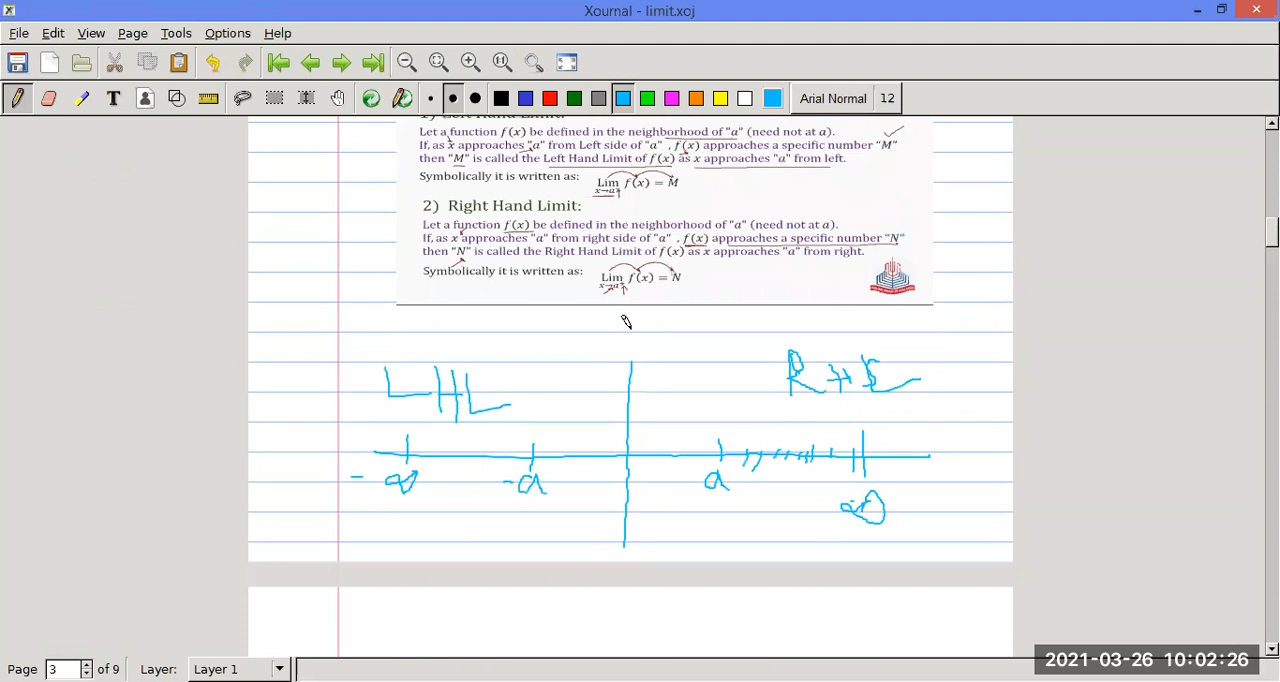 Xournal - limit.xoj
File Edit View Page Tools Options Help
Arial Normal 12
1) Left Hand Limit:
Let a function f(x) be defined in the neighborhood of "a" (need not at a).
If, as x approaches "a" from Left side of "a" , f(x) approaches a specific number "M"
then "M" is called the Left Hand Limit of f(x) as x approaches "a" from left.
Symbolically it is written as: Lim f(x) = M
x→a⁻
2) Right Hand Limit:
Let a function f(x) be defined in the neighborhood of "a" (need not at a).
If, as x approaches "a" from right side of "a" , f(x) approaches a specific number "N"
then "N" is called the Right Hand Limit of f(x) as x approaches "a" from right.
Symbolically it is written as: Lim f(x) = N
x→a⁺
LHL RHL
- ∞ -a a ∞
Page 3 of 9 Layer: Layer 1
2021-03-26 10:02:26